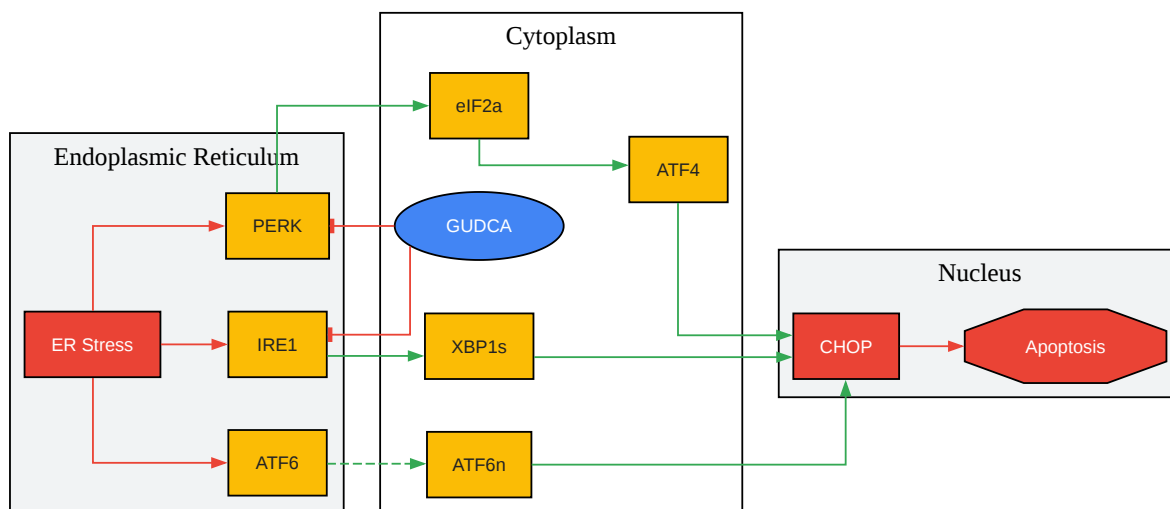 Cytoplasm
eIF2a
Endoplasmic Reticulum
ATF4
PERK
GUDCA
Nucleus
ER Stress
IRE1
XBP1s
CHOP
Apoptosis
ATF6
ATF6n